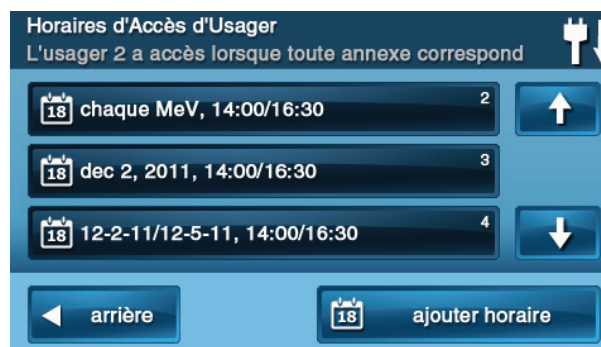 Horaires d'Accès d'Usager
L'usager 2 a accès lorsque toute annexe correspond
18 chaque MeV, 14:00/16:30 2
18 dec 2, 2011, 14:00/16:30 3
18 12-2-11/12-5-11, 14:00/16:30 4
arrière
18 ajouter horaire